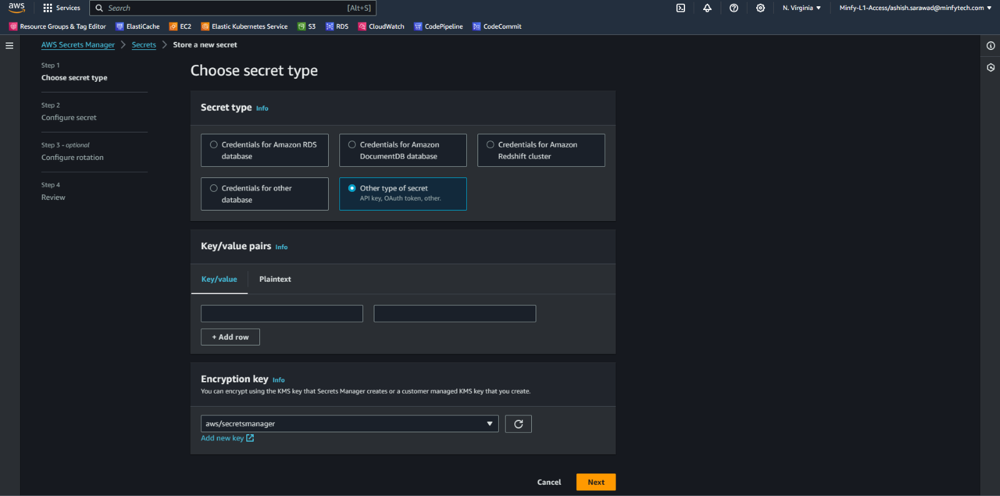 aws
Services
Search
[Alt+S]
N. Virginia
Minfy-L1-Access/ashish.sarawad@minfytech.com
Resource Groups & Tag Editor
ElastiCache
EC2
Elastic Kubernetes Service
S3
RDS
CloudWatch
CodePipeline
CodeCommit
AWS Secrets Manager
Secrets
Store a new secret
Step 1
Choose secret type
Step 2
Configure secret
Step 3 - optional
Configure rotation
Step 4
Review
Choose secret type
Secret type Info
Credentials for Amazon RDS
database
Credentials for Amazon
DocumentDB database
Credentials for Amazon
Redshift cluster
Credentials for other
database
Other type of secret
API key, OAuth token, other.
Key/value pairs Info
Key/value
Plaintext
+ Add row
Encryption key Info
You can encrypt using the KMS key that Secrets Manager creates or a customer managed KMS key that you create.
aws/secretsmanager
Add new key
Cancel
Next